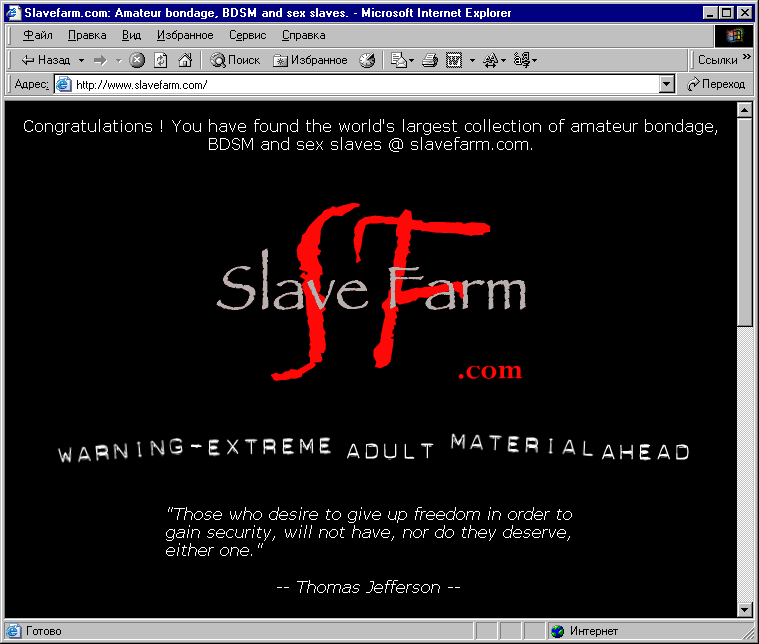 Slavefarm.com: Amateur bondage, BDSM and sex slaves. - Microsoft Internet Explorer
Файл Правка Вид Избранное Сервис Справка
Назад Поиск Избранное Ссылки »
Адрес: http://www.slavefarm.com/ Переход
Congratulations ! You have found the world's largest collection of amateur bondage,
BDSM and sex slaves @ slavefarm.com.
SF
Slave Farm
.com
WARNING-EXTREME ADULT MATERIAL AHEAD
"Those who desire to give up freedom in order to
gain security, will not have, nor do they deserve,
either one."
-- Thomas Jefferson --
Готово Интернет